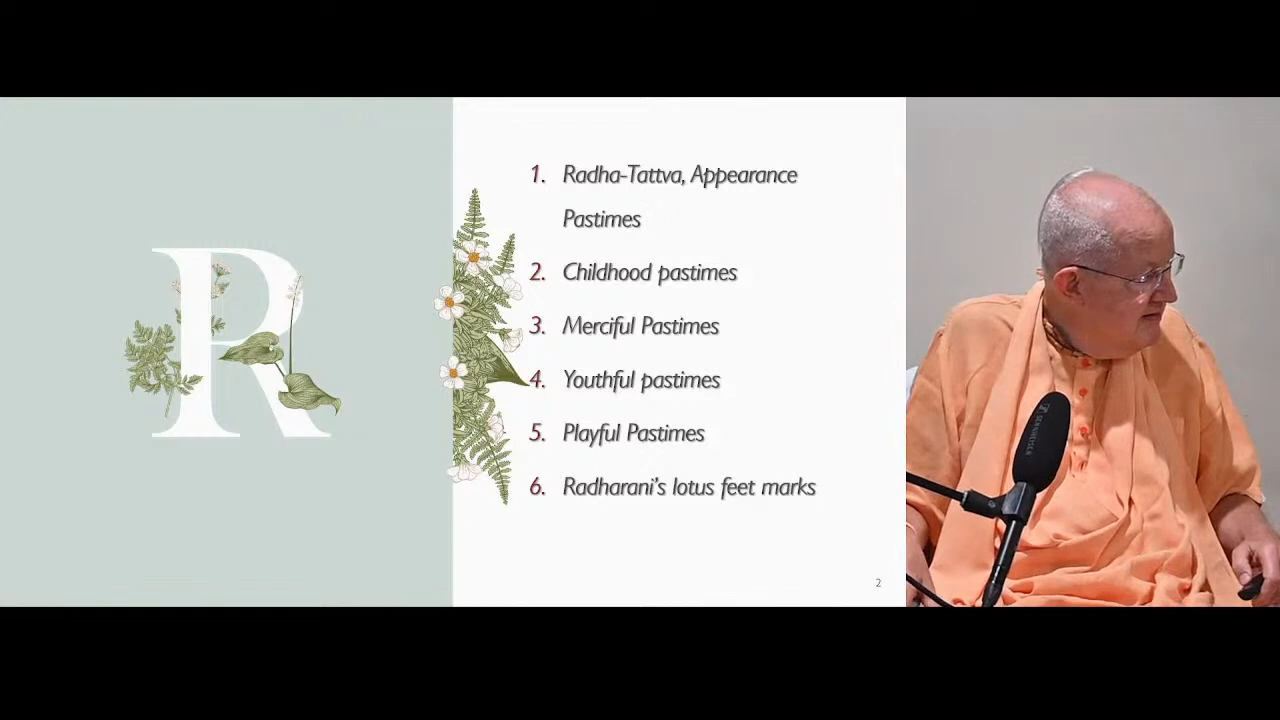 R
1. Radha-Tattva, Appearance
Pastimes
2. Childhood pastimes
3. Merciful Pastimes
4. Youthful pastimes
5. Playful Pastimes
6. Radharani's lotus feet marks
2
SENNHEISER